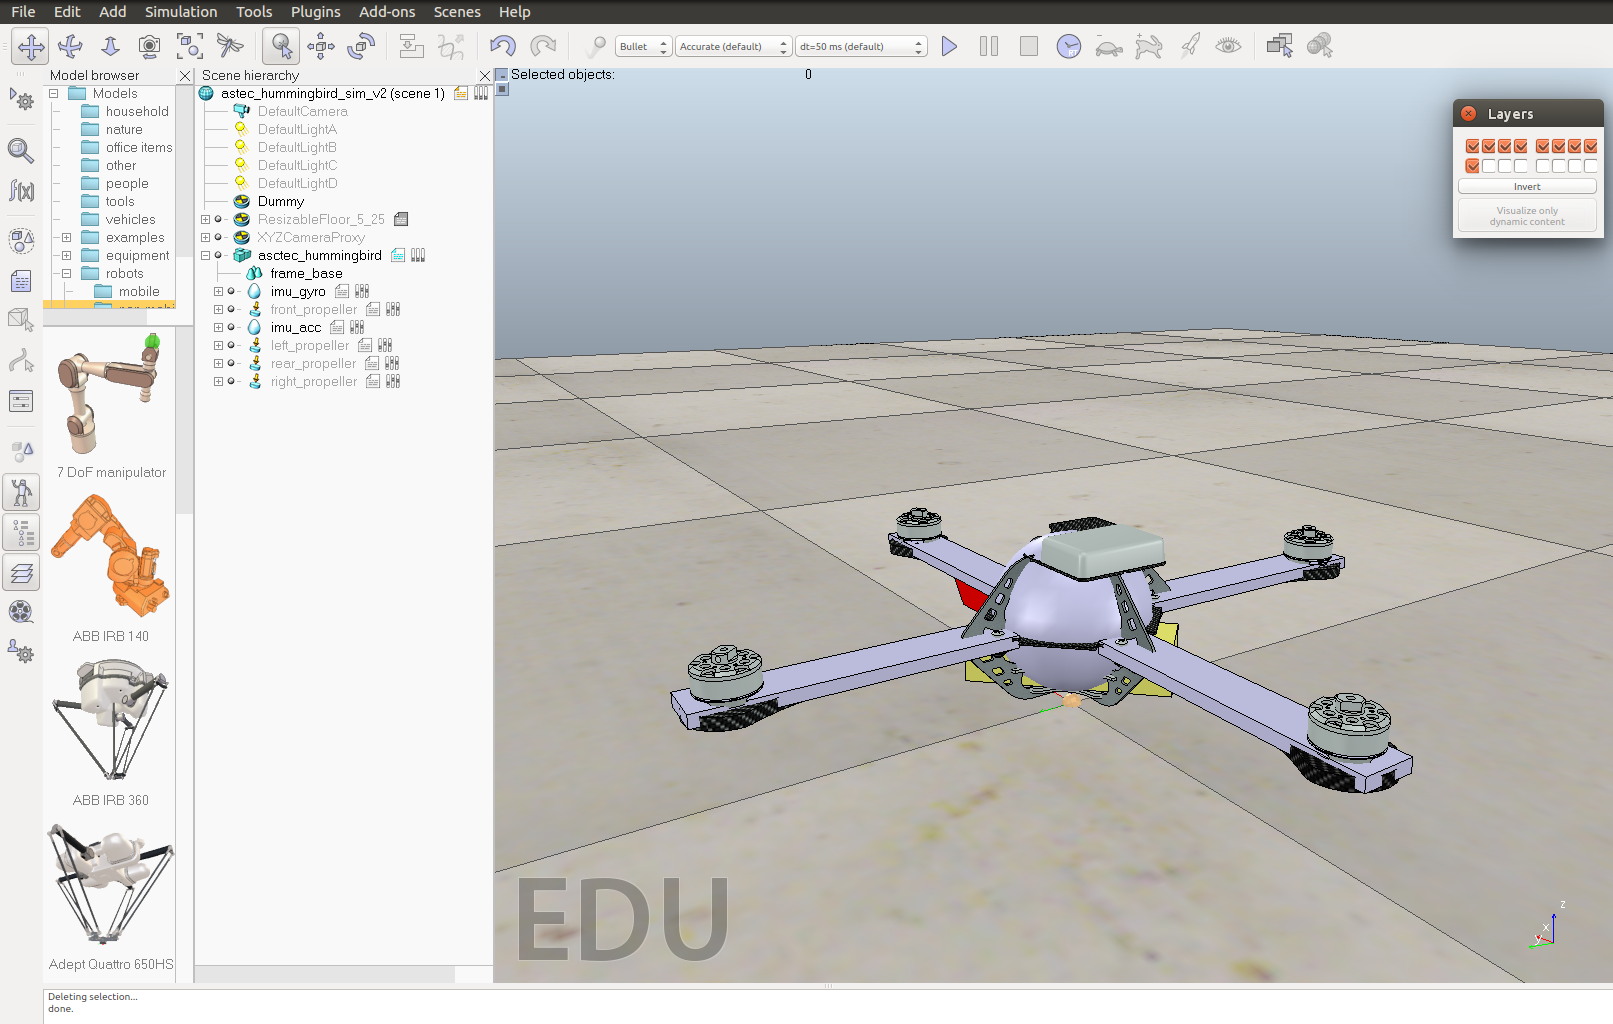 File Edit Add Simulation Tools Plugins Add-ons Scenes Help
f(x)
Bullet Accurate (default) dt=50 ms (default) RT
Model browser
Models
household
nature
office items
other
people
tools
vehicles
examples
equipment
robots
mobile
7 DoF manipulator
ABB IRB 140
ABB IRB 360
Adept Quattro 650HS
Scene hierarchy
astec_hummingbird_sim_v2 (scene 1)
DefaultCamera
DefaultLightA
DefaultLightB
DefaultLightC
DefaultLightD
Dummy
ResizableFloor_5_25
XYZCameraProxy
asctec_hummingbird
frame_base
imu_gyro
front_propeller
imu_acc
left_propeller
rear_propeller
right_propeller
Selected objects: 0
Layers
Invert
Visualize only
dynamic content
EDU
z
x
y
Deleting selection...
done.